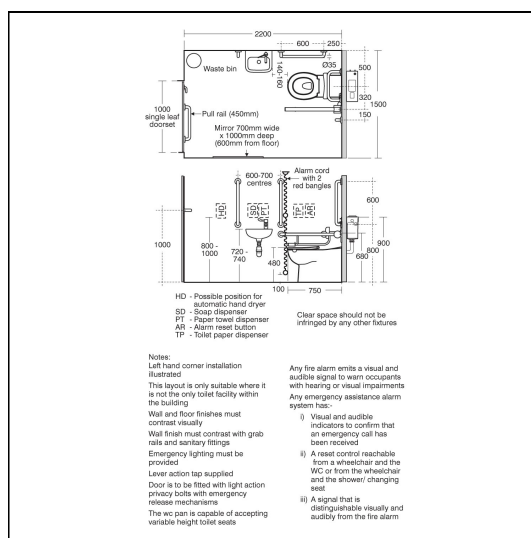 2200
600
250
Waste bin
140-160
Ø35
500
320
1500
150
1000
single leaf
doorset
Pull rail (450mm)
Mirror 700mm wide
x 1000mm deep
(600mm from floor)
600-700
centres
Alarm cord
with 2
red bangles
HD
SD
PT
TP
AR
600
1000
800 -
1000
720 -
740
480
680
800
900
100
750
HD - Possible position for
automatic hand dryer
SD - Soap dispenser
PT - Paper towel dispenser
AR - Alarm reset button
TP - Toilet paper dispenser
Clear space should not be
infringed by any other fixtures
Notes:
Left hand corner installation
illustrated
This layout is only suitable where it
is not the only toilet facility within
the building
Wall and floor finishes must
contrast visually
Wall finish must contrast with grab
rails and sanitary fittings
Emergency lighting must be
provided
Lever action tap supplied
Door is to be fitted with light action
privacy bolts with emergency
release mechanisms
The wc pan is capable of accepting
variable height toilet seats
Any fire alarm emits a visual and
audible signal to warn occupants
with hearing or visual impairments
Any emergency assistance alarm
system has:-
i) Visual and audible
indicators to confirm that
an emergency call has
been received
ii) A reset control reachable
from a wheelchair and the
WC or from the wheelchair
and the shower/ changing
seat
iii) A signal that is
distinguishable visually and
audibly from the fire alarm